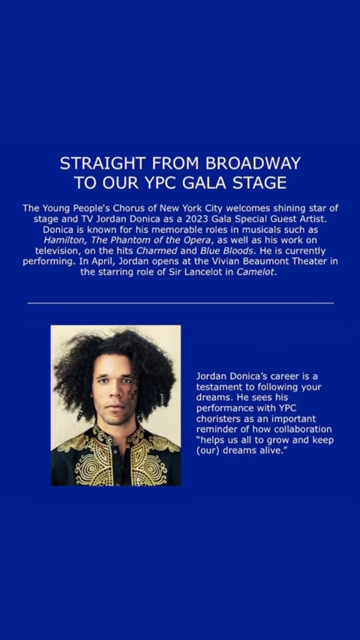 STRAIGHT FROM BROADWAY
TO OUR YPC GALA STAGE
The Young People's Chorus of New York City welcomes shining star of
stage and TV Jordan Donica as a 2023 Gala Special Guest Artist.
Donica is known for his memorable roles in musicals such as
Hamilton, The Phantom of the Opera, as well as his work on
television, on the hits Charmed and Blue Bloods. He is currently
performing. In April, Jordan opens at the Vivian Beaumont Theater in
the starring role of Sir Lancelot in Camelot.
Jordan Donica's career is a
testament to following your
dreams. He sees his
performance with YPC
choristers as an important
reminder of how collaboration
“helps us all to grow and keep
(our) dreams alive.”